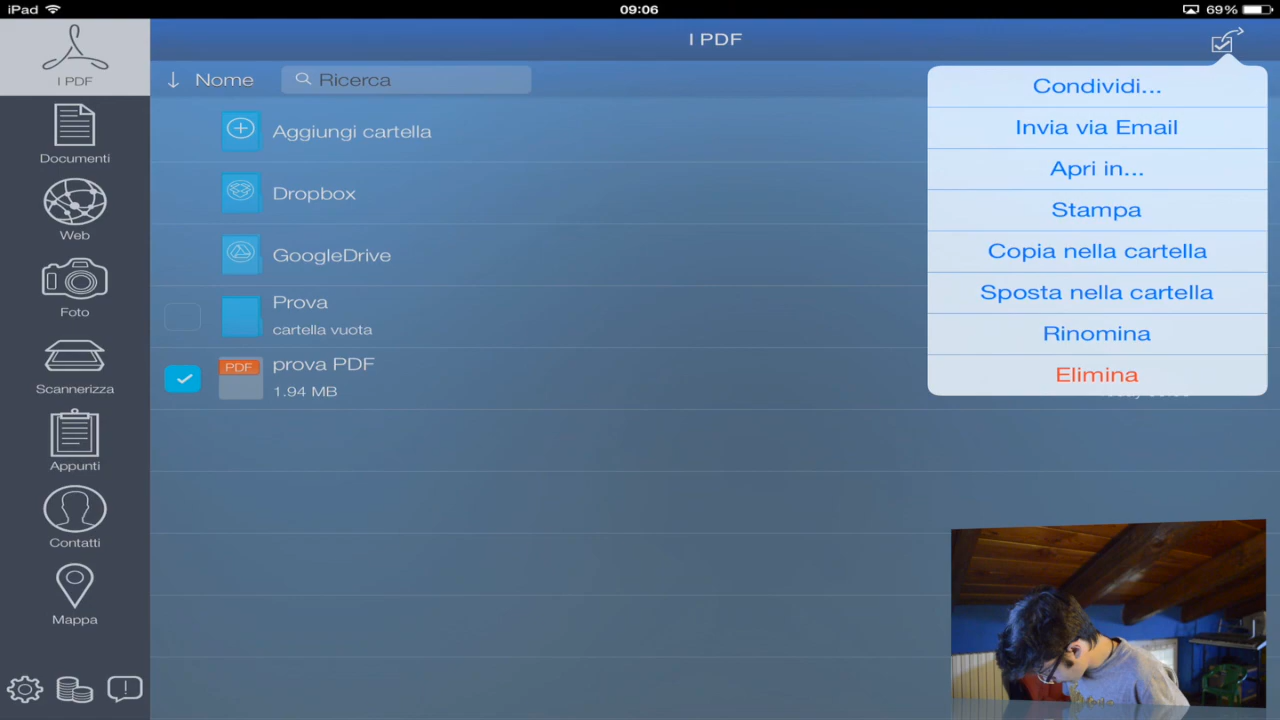 iPad
09:06
69%
I PDF
I PDF
Documenti
Web
Foto
Scannerizza
Appunti
Contatti
Mappa
Nome
Ricerca
Aggiungi cartella
Dropbox
GoogleDrive
Prova
cartella vuota
PDF
prova PDF
1.94 MB
Condividi...
Invia via Email
Apri in...
Stampa
Copia nella cartella
Sposta nella cartella
Rinomina
Elimina